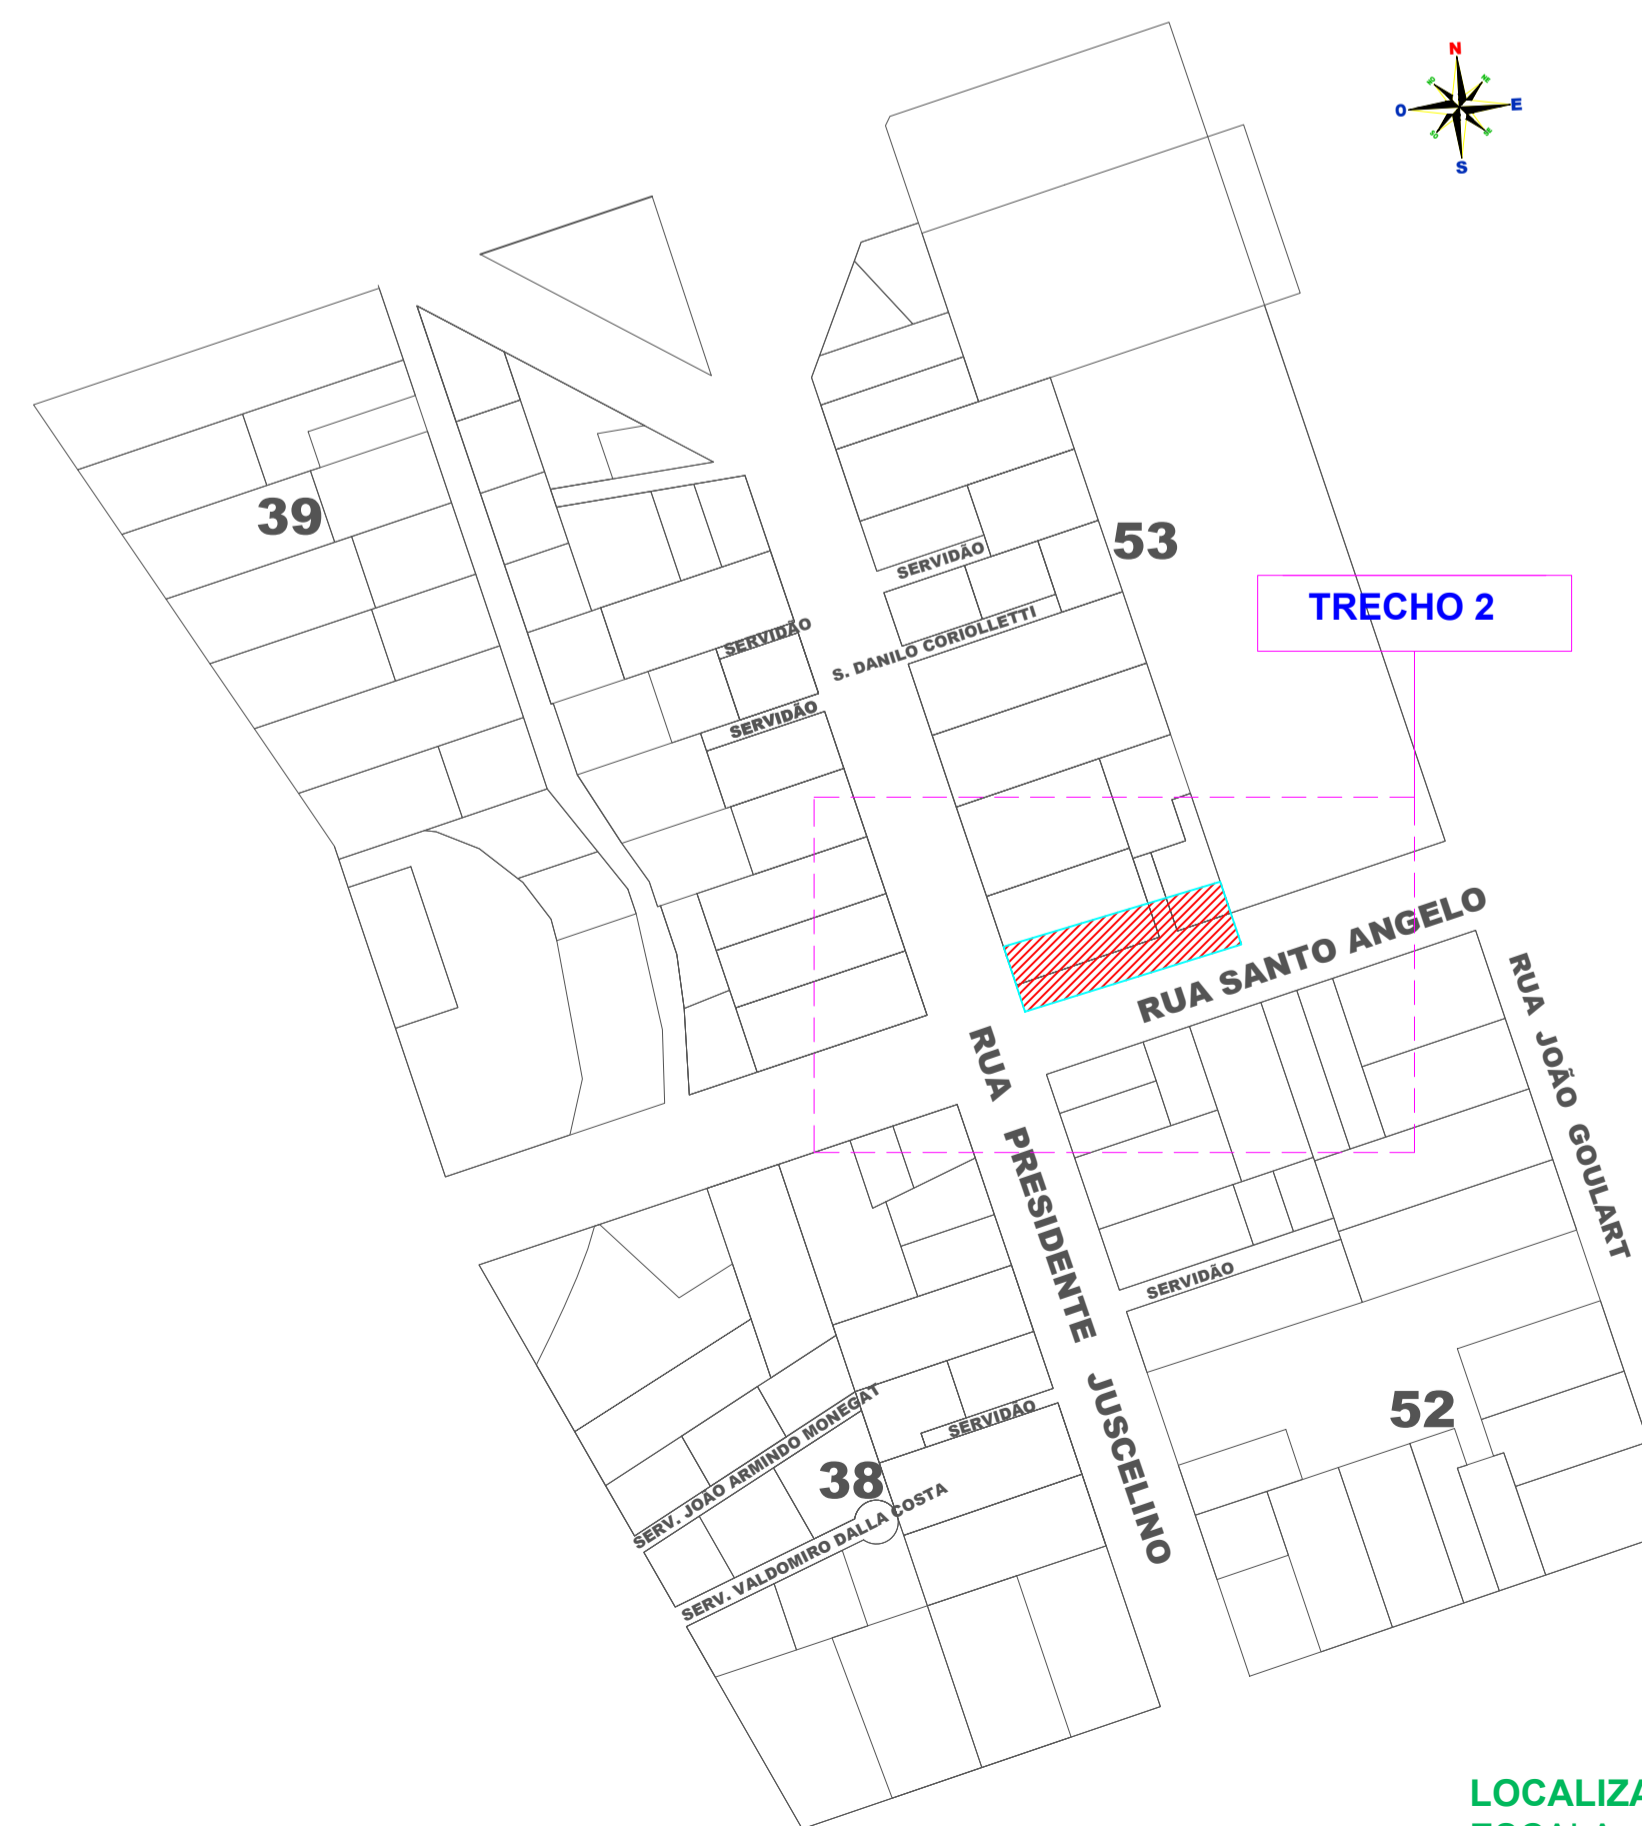 N
O
E
S
39
53
TRECHO 2
SERVIDÃO
S. DANILO CORIOLLETTI
SERVIDÃO
SERVIDÃO
RUA SANTO ANGELO
RUA JOÃO GOULART
RUA PRESIDENTE JUSCELINO
SERVIDÃO
SERVIDÃO
52
SERV. JOÃO ARMINDO MONEGAT
38
SERV. VALDOMIRO DALLA COSTA
LOCALIZA